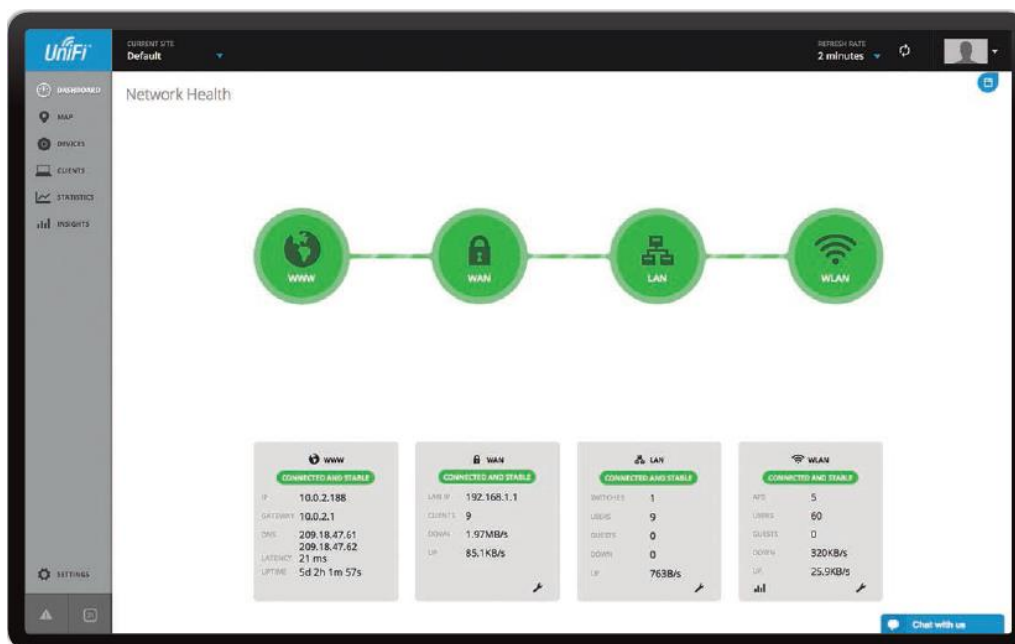 UniFi
CURRENT SITE
Default
REFRESH RATE
2 minutes
DASHBOARD
MAP
DEVICES
CLIENTS
STATISTICS
INSIGHTS
SETTINGS
Network Health
WWW
WAN
LAN
WLAN
WWW
CONNECTED AND STABLE
IP 10.0.2.188
GATEWAY 10.0.2.1
DNS 209.18.47.61
209.18.47.62
LATENCY 21 ms
UPTIME 5d 2h 1m 57s
WAN
CONNECTED AND STABLE
LAN IP 192.168.1.1
CLIENTS 9
DOWN 1.97MB/s
UP 85.1KB/s
LAN
CONNECTED AND STABLE
SWITCHES 1
USERS 9
GUESTS 0
DOWN 0
UP 763B/s
WLAN
CONNECTED AND STABLE
APS 5
USERS 60
GUESTS 0
DOWN 320KB/s
UP 25.9KB/s
Chat with us